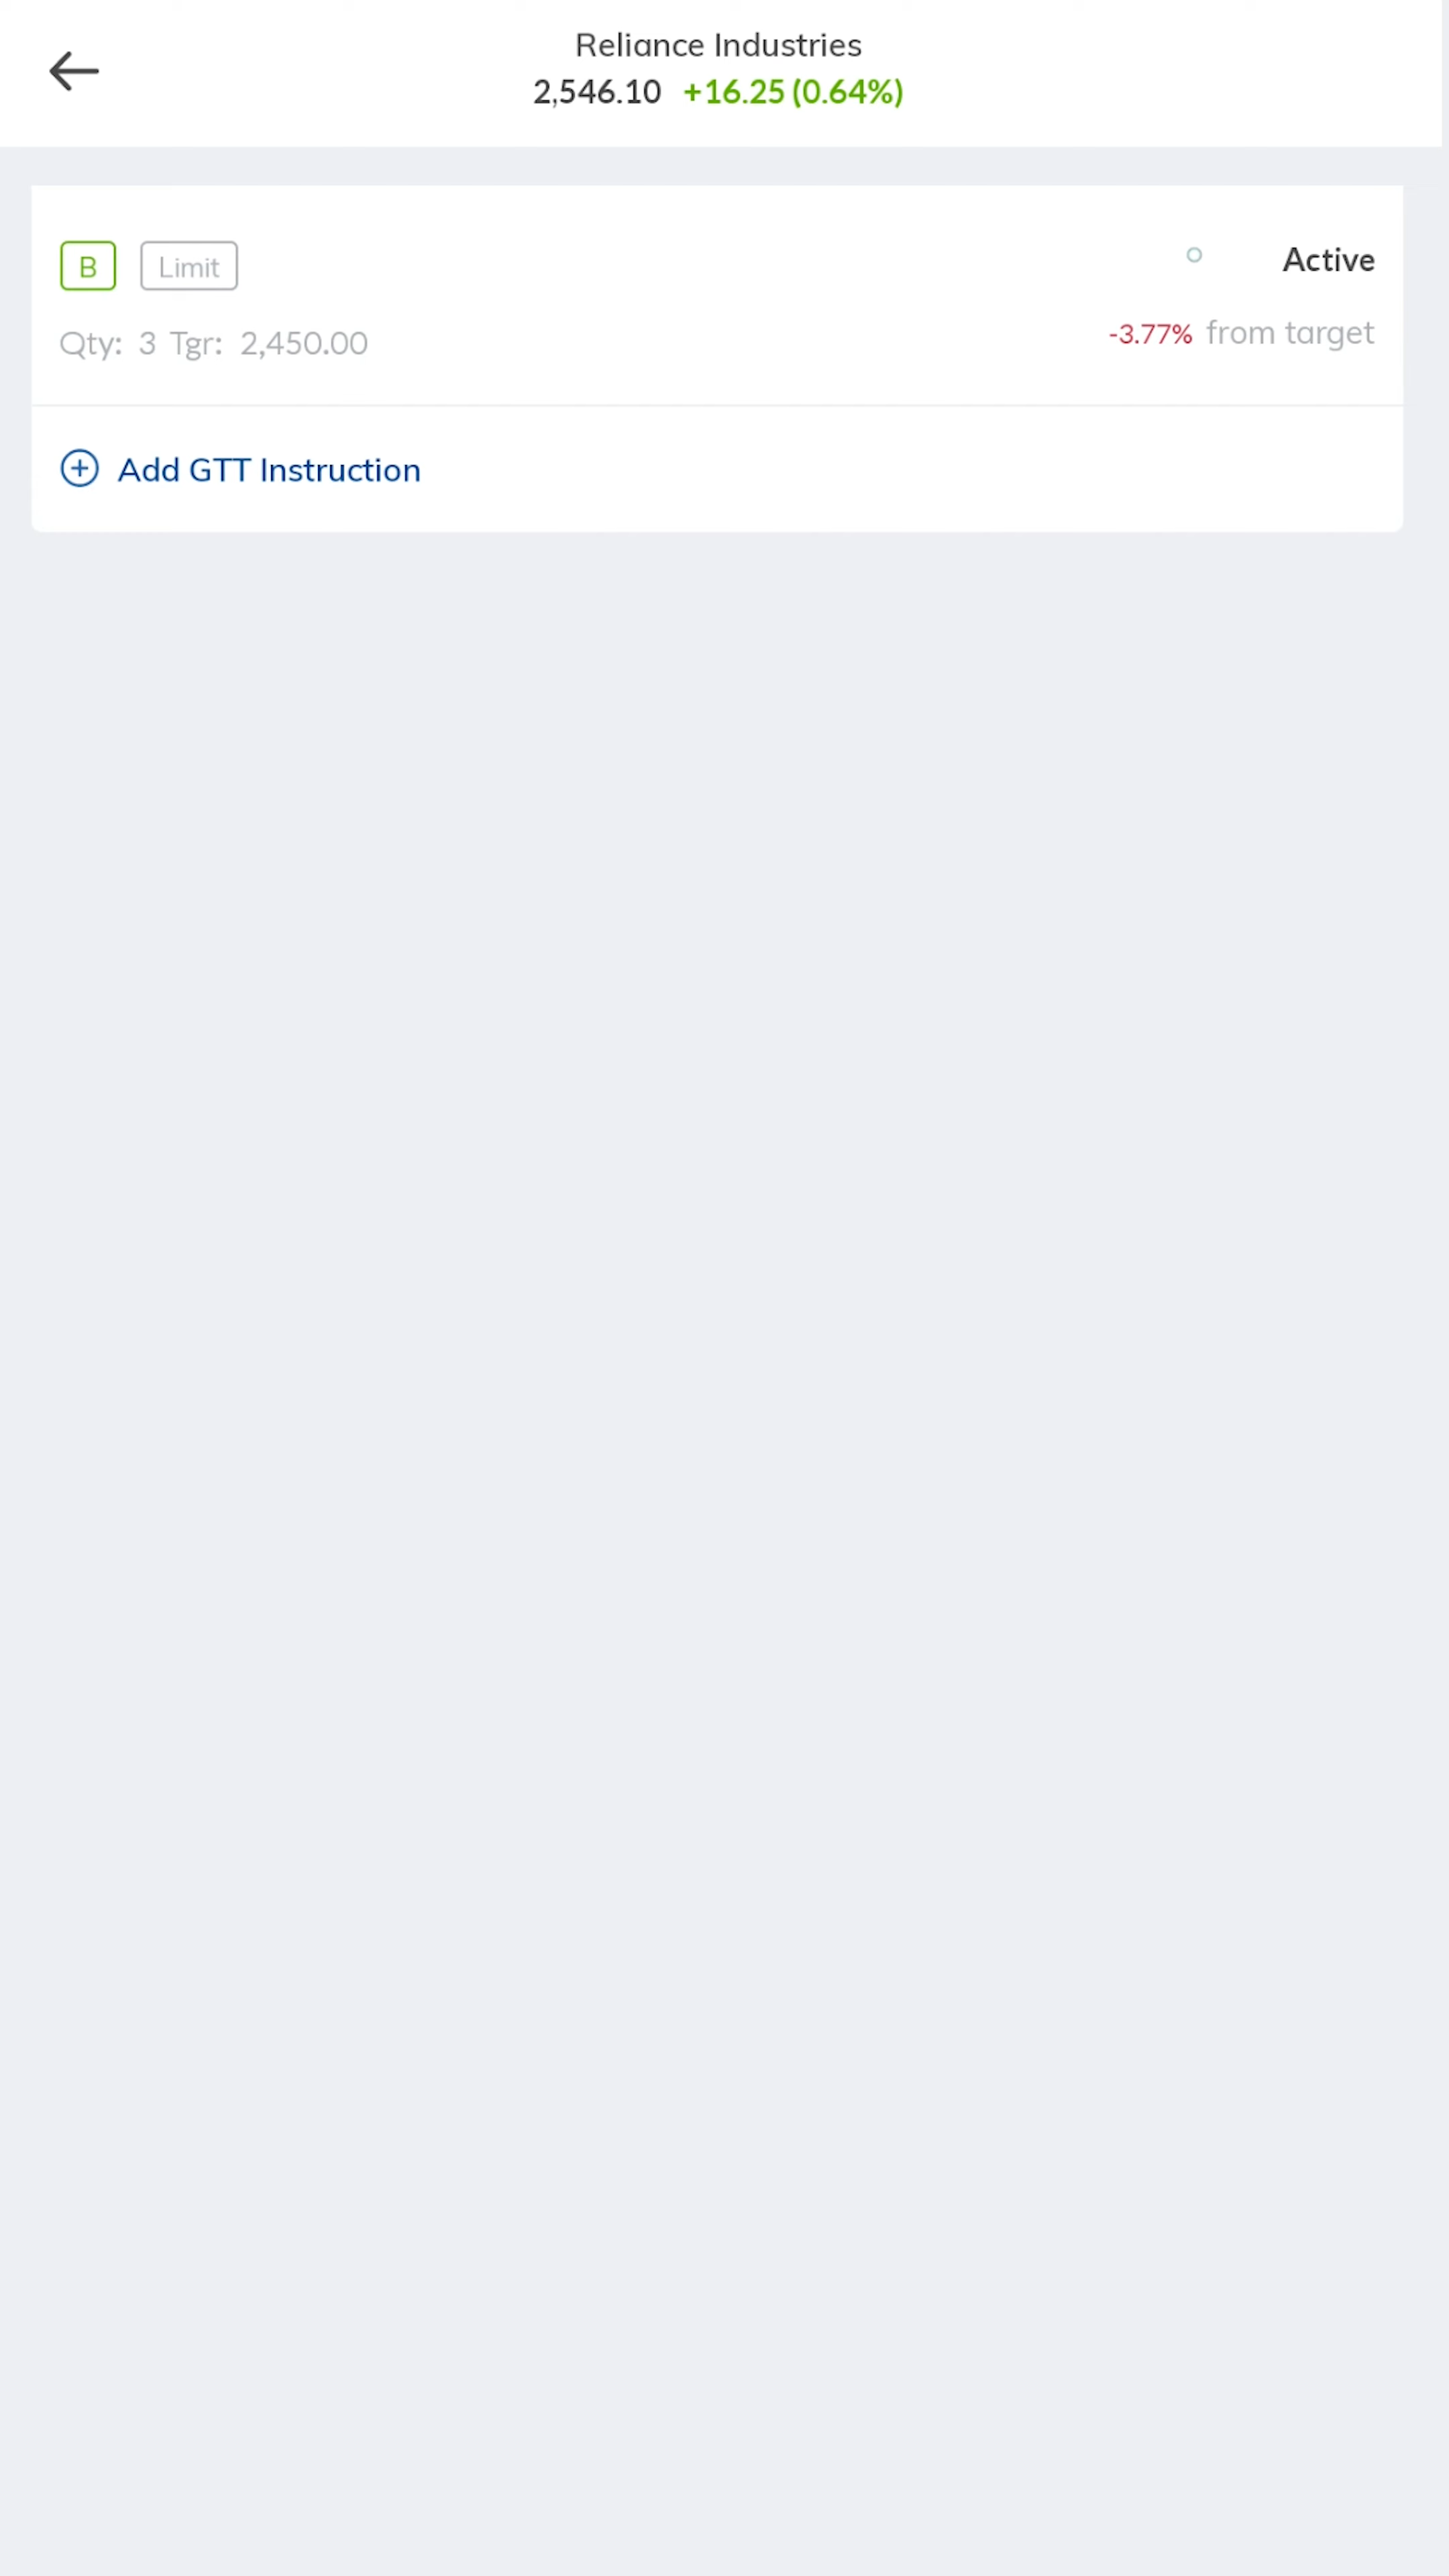 Reliance Industries
2,546.10 +16.25 (0.64%)
B Limit Active
Qty: 3 Tgr: 2,450.00 -3.77% from target
Add GTT Instruction